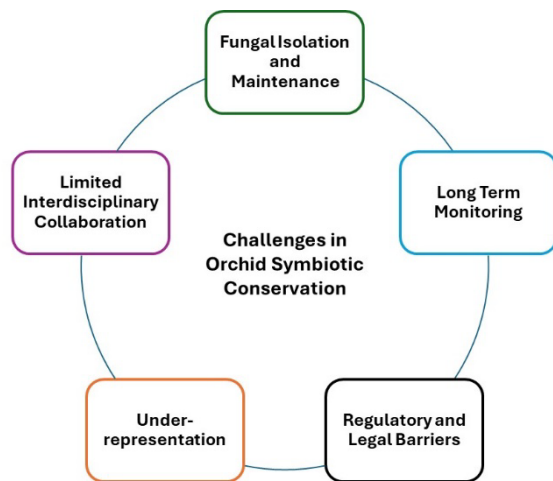 Fungal Isolation
and
Maintenance
Limited
Interdisciplinary
Collaboration
Long Term
Monitoring
Challenges in
Orchid Symbiotic
Conservation
Under-
representation
Regulatory and
Legal Barriers